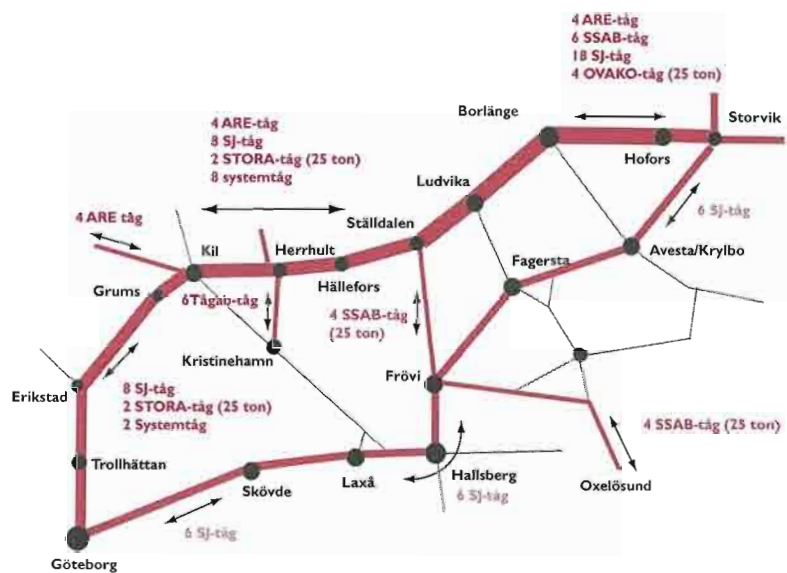 4 ARE-tåg
6 SSAB-tåg
18 SJ-tåg
4 OVAKO-tåg (25 ton)
Borlänge
Storvik
Hofors
4 ARE-tåg
8 SJ-tåg
2 STORA-tåg (25 ton)
8 systemtåg
Ludvika
6 SJ-tåg
Ställdalen
4 ARE tåg
Kil
Herrhult
Avesta/Krylbo
Fagersta
Hällefors
Grums
6Tågab-tåg
4 SSAB-tåg
(25 ton)
Kristinehamn
Frövi
Erikstad
8 SJ-tåg
2 STORA-tåg (25 ton)
2 Systemtåg
4 SSAB-tåg (25 ton)
Trollhättan
Hallsberg
Laxå
Skövde
6 SJ-tåg
Oxelösund
6 SJ-tåg
Göteborg